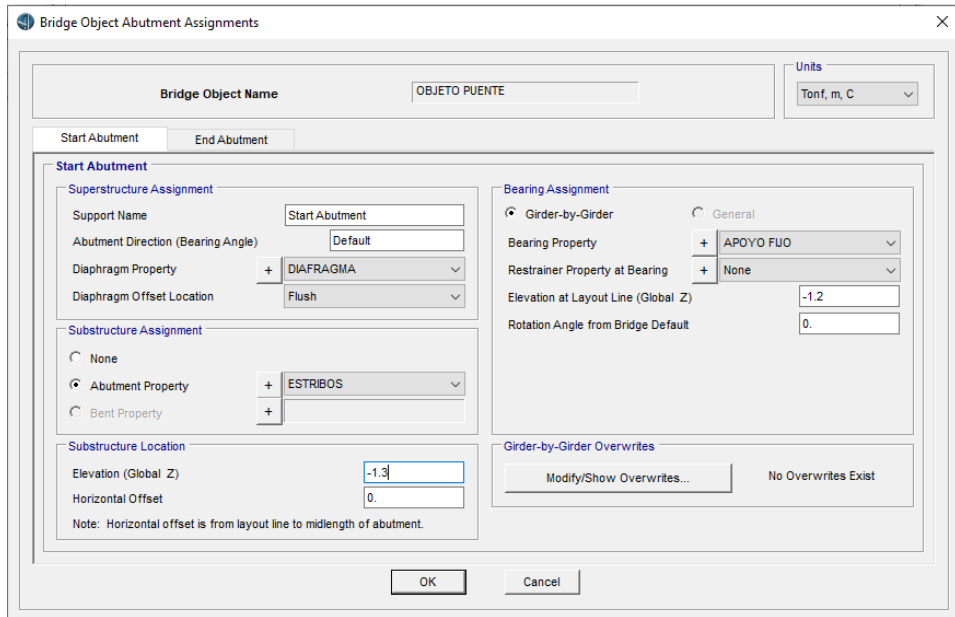 Bridge Object Abutment Assignments
Units
Bridge Object Name
OBJETO PUENTE
Tonf, m, C
Start Abutment
End Abutment
Start Abutment
Superstructure Assignment
Support Name
Start Abutment
Abutment Direction (Bearing Angle)
Default
Diaphragm Property
+
DIAFRAGMA
Diaphragm Offset Location
Flush
Substructure Assignment
None
Abutment Property
+
ESTRIBOS
Bent Property
+
Substructure Location
Elevation (Global Z)
-1.3
Horizontal Offset
0.
Note: Horizontal offset is from layout line to midlength of abutment.
Bearing Assignment
Girder-by-Girder
General
Bearing Property
+
APOYO FIJO
Restrainer Property at Bearing
+
None
Elevation at Layout Line (Global Z)
-1.2
Rotation Angle from Bridge Default
0.
Girder-by-Girder Overwrites
Modify/Show Overwrites...
No Overwrites Exist
OK
Cancel